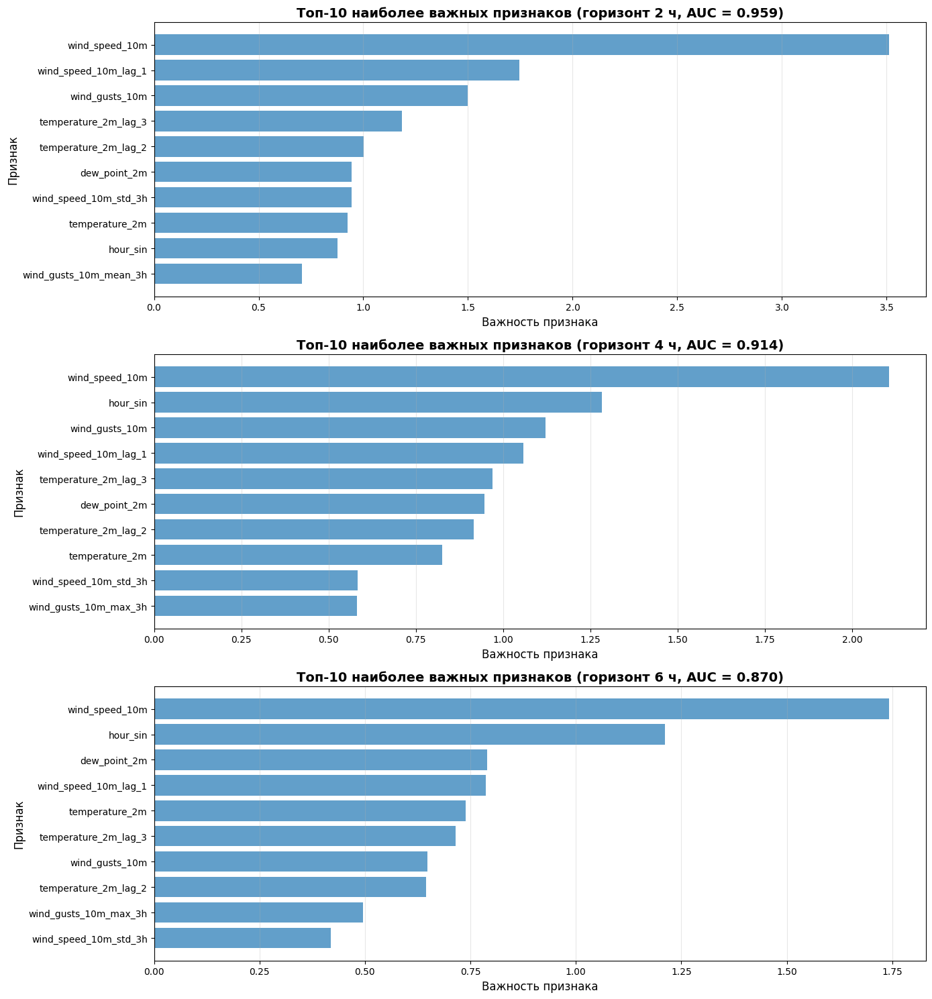 Топ-10 наиболее важных признаков (горизонт 2 ч, AUC = 0.959)
Признак
wind_speed_10m
wind_speed_10m_lag_1
wind_gusts_10m
temperature_2m_lag_3
temperature_2m_lag_2
dew_point_2m
wind_speed_10m_std_3h
temperature_2m
hour_sin
wind_gusts_10m_mean_3h
0.0 0.5 1.0 1.5 2.0 2.5 3.0 3.5
Важность признака
Топ-10 наиболее важных признаков (горизонт 4 ч, AUC = 0.914)
Признак
wind_speed_10m
hour_sin
wind_gusts_10m
wind_speed_10m_lag_1
temperature_2m_lag_3
dew_point_2m
temperature_2m_lag_2
temperature_2m
wind_speed_10m_std_3h
wind_gusts_10m_max_3h
0.00 0.25 0.50 0.75 1.00 1.25 1.50 1.75 2.00
Важность признака
Топ-10 наиболее важных признаков (горизонт 6 ч, AUC = 0.870)
Признак
wind_speed_10m
hour_sin
dew_point_2m
wind_speed_10m_lag_1
temperature_2m
temperature_2m_lag_3
wind_gusts_10m
temperature_2m_lag_2
wind_gusts_10m_max_3h
wind_speed_10m_std_3h
0.00 0.25 0.50 0.75 1.00 1.25 1.50 1.75
Важность признака